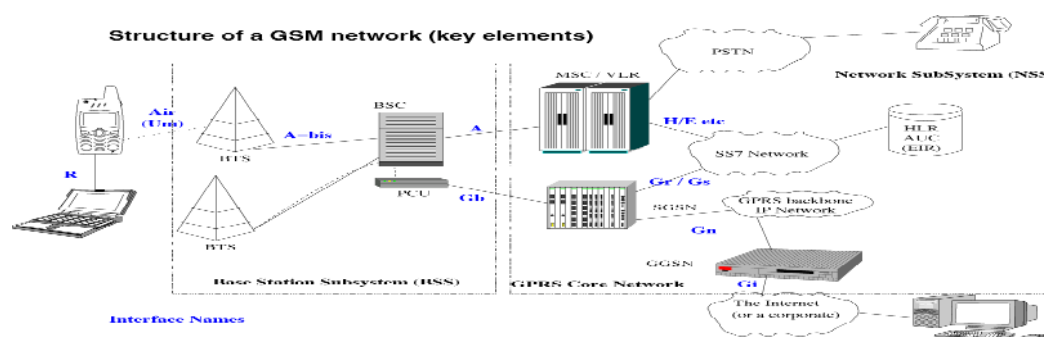 Structure of a GSM network (key elements)
PSTN
MSC / VLR
Network SubSystem (NSS
BSC
Air
(Um)
A-bis
A
H/E etc
HLR
AUC
(EIR)
BTS
SS7 Network
R
PCU
Gb
Gr / Gs
SGSN
GPRS backbone
IP Network
BTS
Gn
GGSN
Base Station Subsystem (BSS)
GPRS Core Network
Gi
The Internet
(or a corporate)
Interface Names